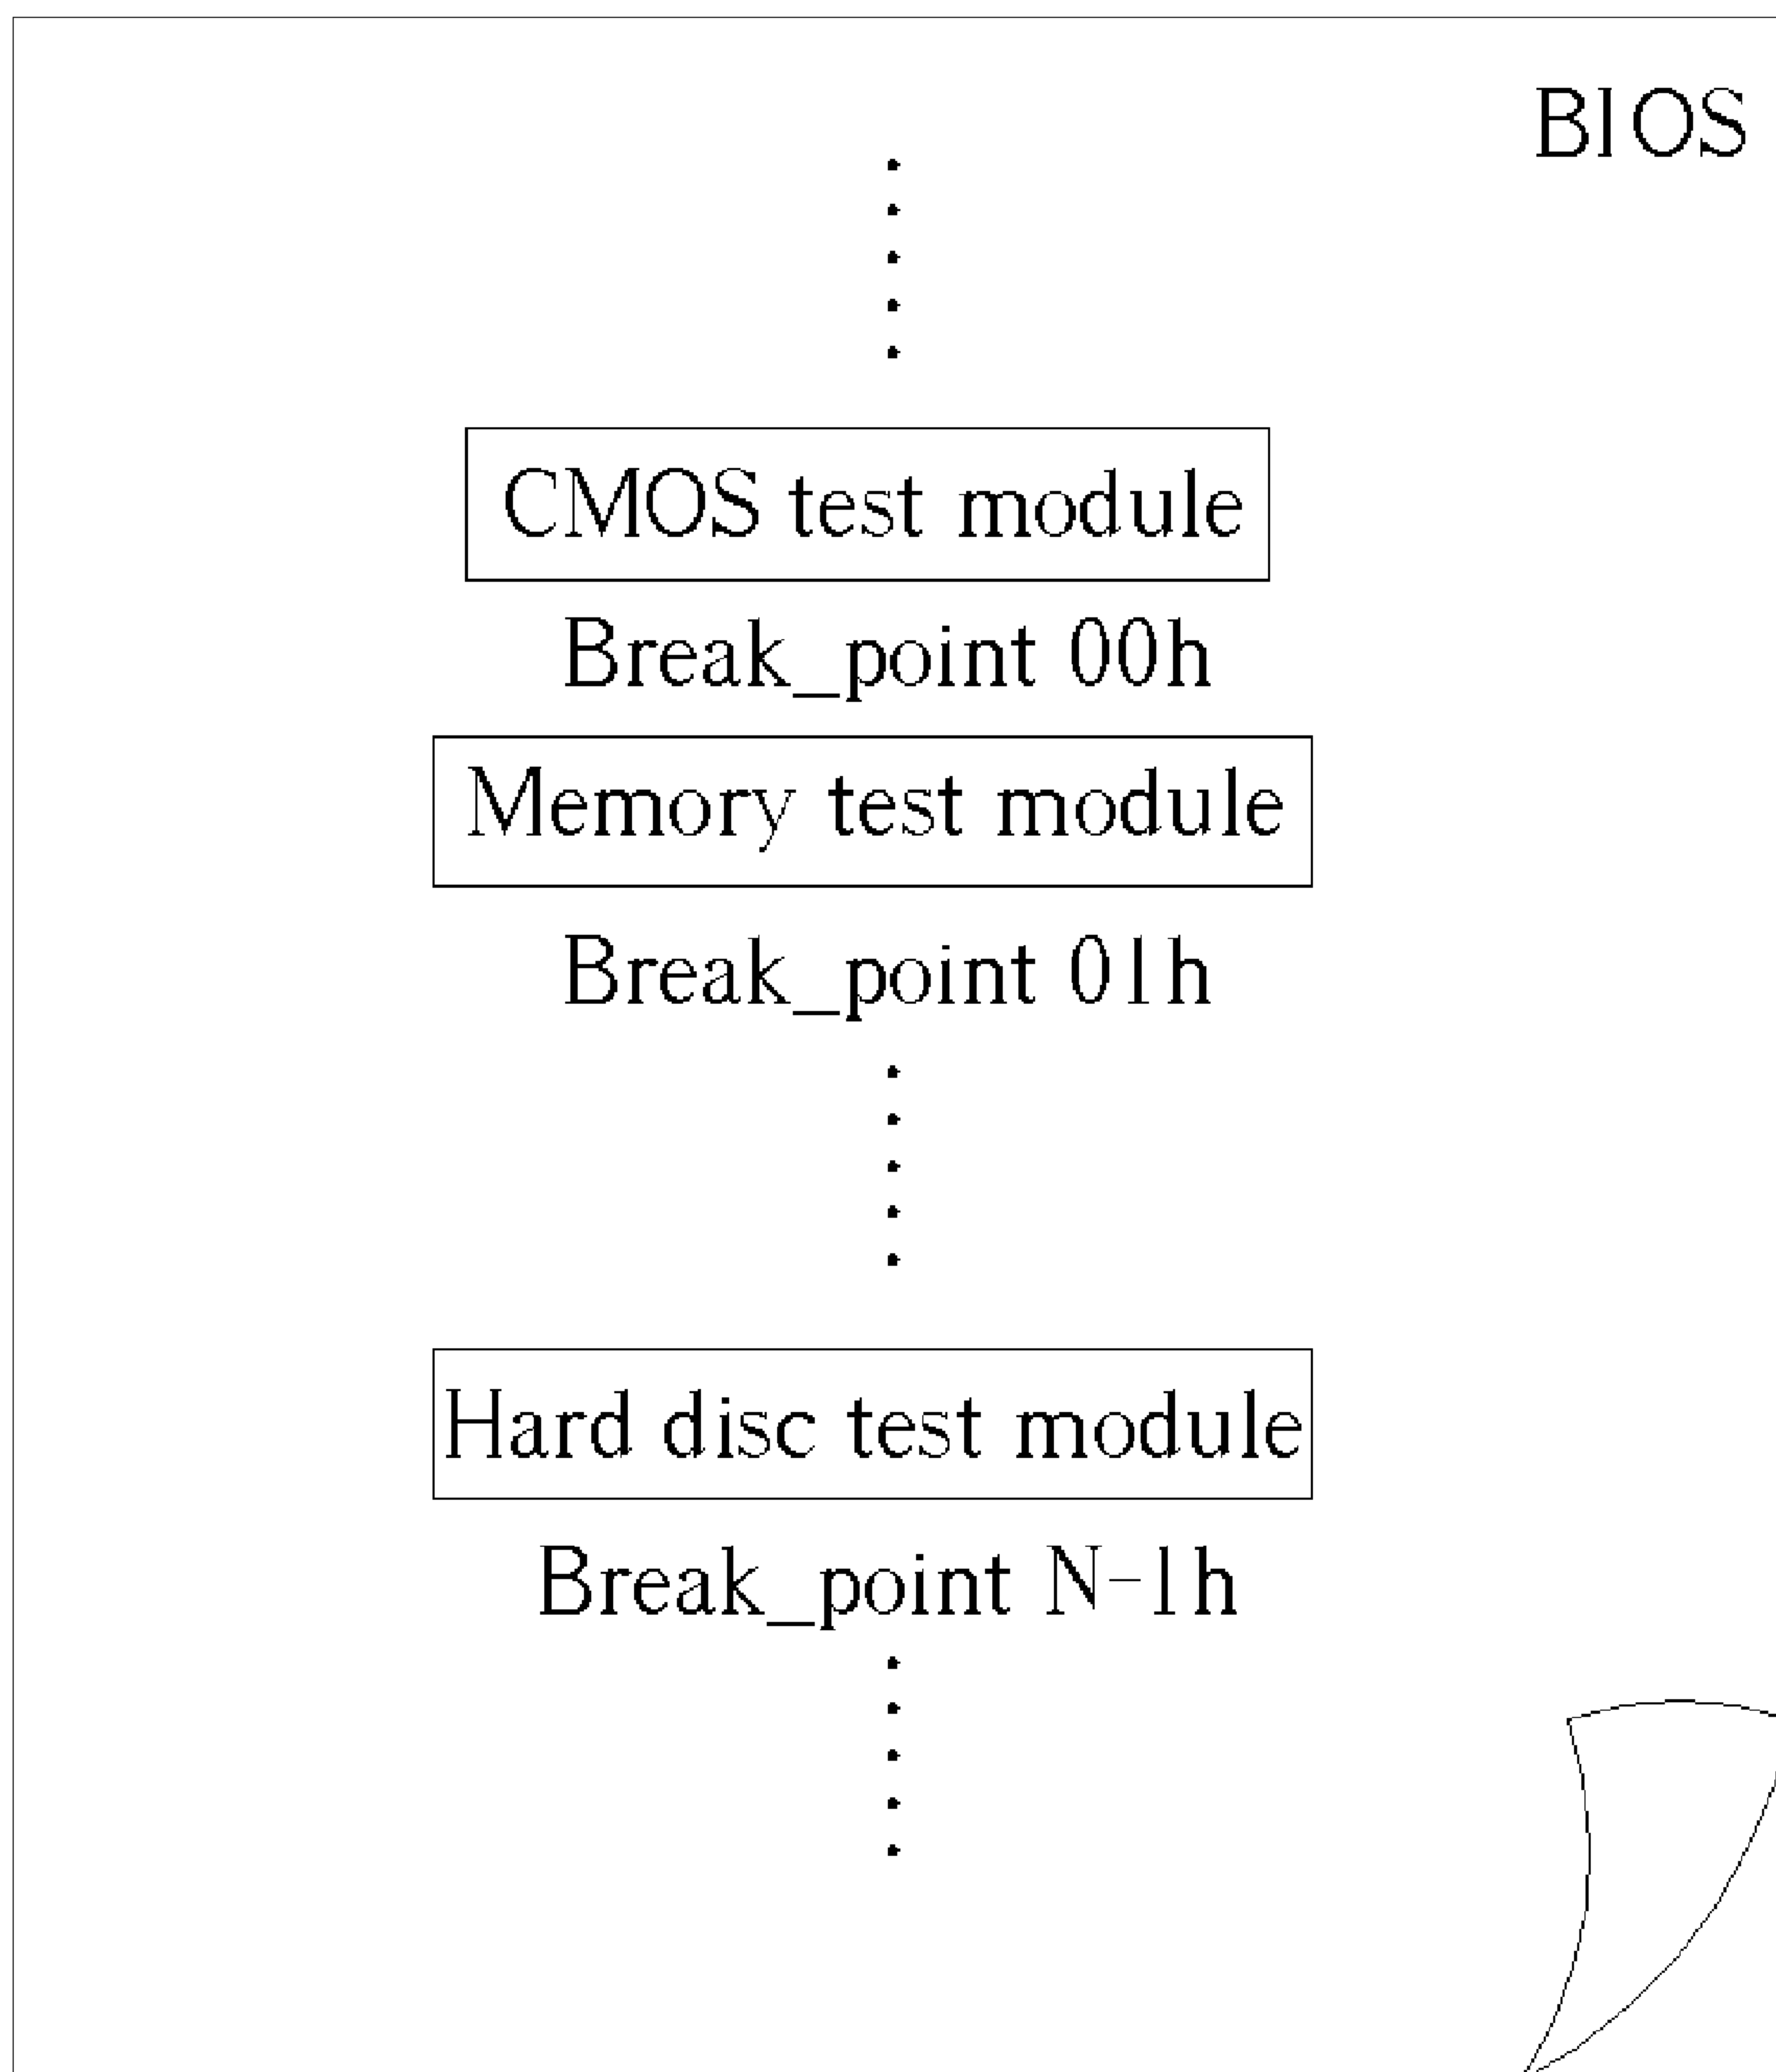 BIOS
CMOS test module
Break_point 00h
Memory test module
Break_point 01h
Hard disc test module
Break_point N-1h